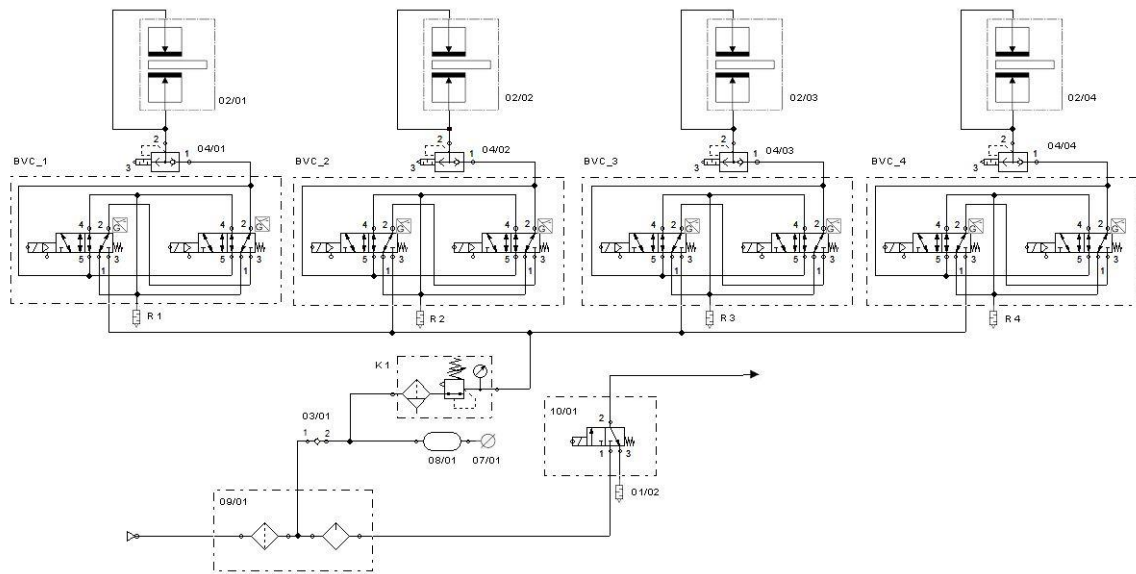 02/01 02/02 02/03 02/04
2 2 2 2
04/01 04/02 04/03 04/04
1 1 1 1
BVC_1 BVC_2 BVC_3 BVC_4
3 3 3 3
4 2 G 4 2 G 4 2 G 4 2 G 4 2 G 4 2 G 4 2 G 4 2 G
5 1 3 5 1 3 5 1 3 5 1 3 5 1 3 5 1 3 5 1 3 5 1 3
R 1 R 2 R 3 R 4
K 1
10/01
2
03/01
1 2
1 3
08/01 07/01
01/02
09/01